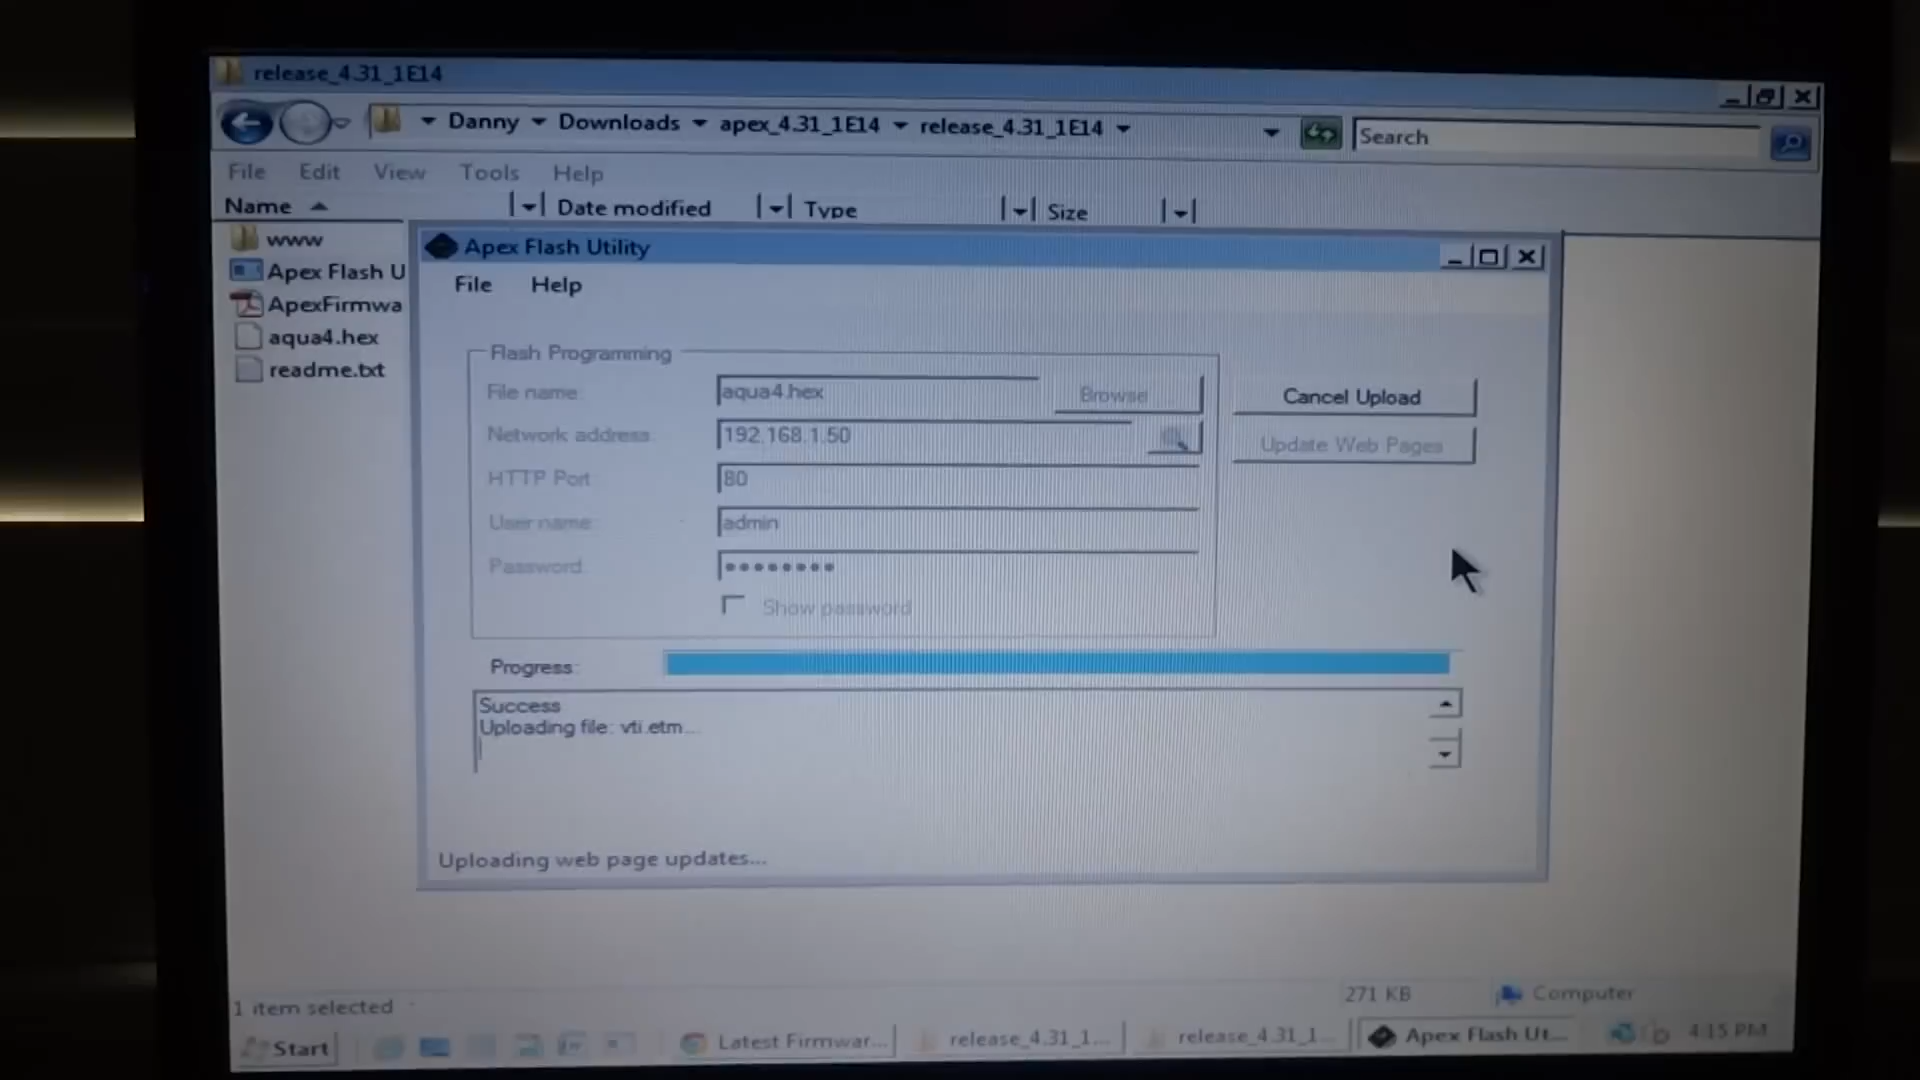 release_4.31_1E14
Danny Downloads apex_4.31_1E14 release_4.31_1E14 Search
File Edit View Tools Help
Name Date modified Type Size
www
Apex Flash U
ApexFirmwa
aqua4.hex
readme.txt
Apex Flash Utility
File Help
Flash Programming
File name: aqua4.hex Browse
Network address: 192.168.1.50
HTTP Port 80
User name: admin
Password:
Show password
Cancel Upload
Update Web Pages
Progress:
Success
Uploading file: vti.etm...
Uploading web page updates...
1 item selected 271 KB Computer
Start Latest Firmwar... release_4.31_1... release_4.31_1... Apex Flash Ut... 4:15 PM